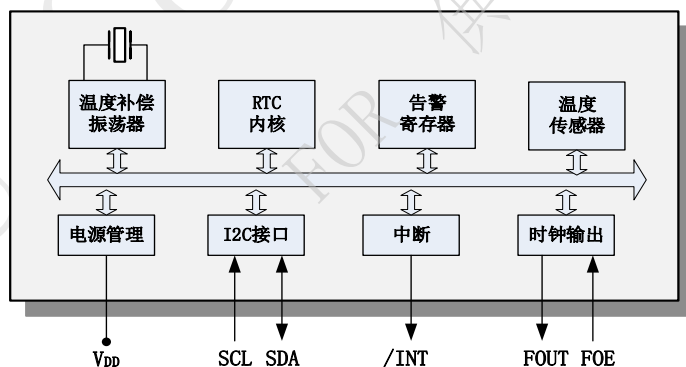 温度补偿
振荡器
RTC
内核
告警
寄存器
温度
传感器
电源管理
I2C接口
中断
时钟输出
VDD
SCL SDA
/INT
FOUT FOE
FOR
供